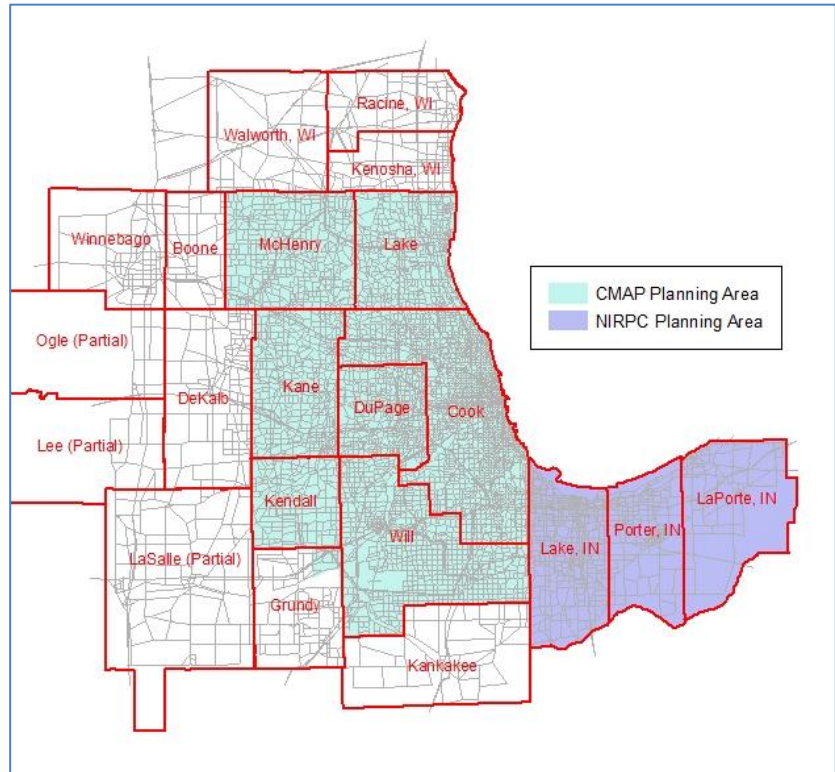 Racine, WI
Walworth, WI
Kenosha, WI
Winnebago
Boone
McHenry
Lake
CMAP Planning Area
NIRPC Planning Area
Ogle (Partial)
DeKalb
Kane
DuPage
Cook
Lee (Partial)
Kendall
LaPorte, IN
Will
Lake, IN
Porter, IN
LaSalle (Partial)
Grundy
Kankakee